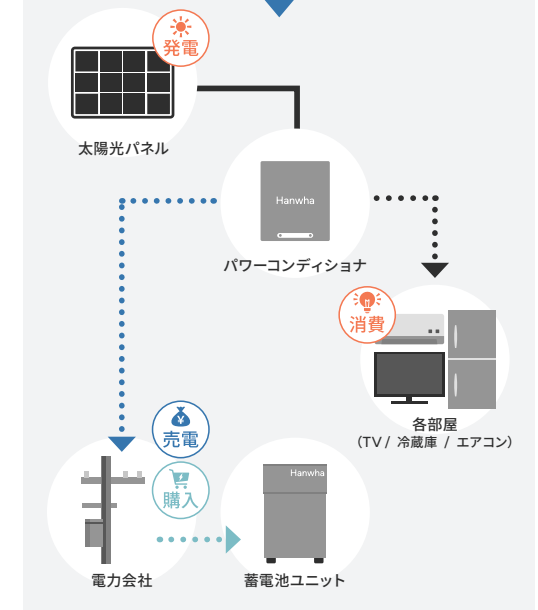 発電
太陽光パネル
Hanwha
パワーコンディショナ
消費
各部屋
（TV / 冷蔵庫 / エアコン）
¥
売電
購入
Hanwha
電力会社
蓄電池ユニット